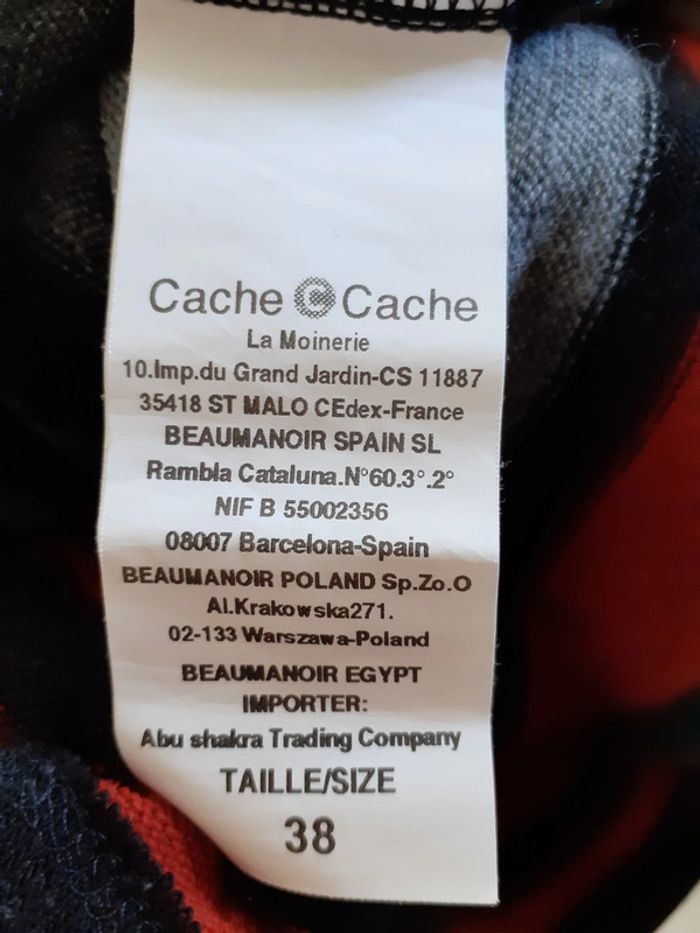 Cache C Cache
La Moinerie
10.Imp.du Grand Jardin-CS 11887
35418 ST MALO CEdex-France
BEAUMANOIR SPAIN SL
Rambla Cataluna.N°60.3°.2°
NIF B 55002356
08007 Barcelona-Spain
BEAUMANOIR POLAND Sp.Zo.O
Al.Krakowska271.
02-133 Warszawa-Poland
BEAUMANOIR EGYPT
IMPORTER:
Abu shakra Trading Company
TAILLE/SIZE
38